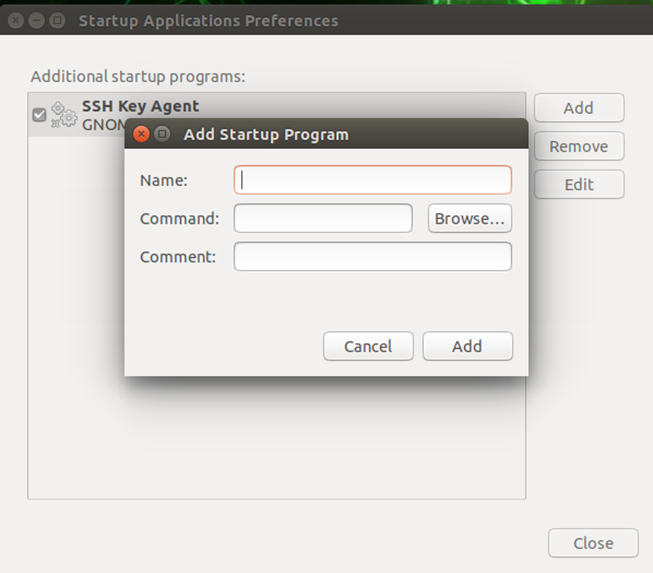 Startup Applications Preferences
Additional startup programs:
SSH Key Agent
Add
GNOM
Add Startup Program
Remove
Name:
Edit
Command:
Browse...
Comment:
Cancel
Add
Close